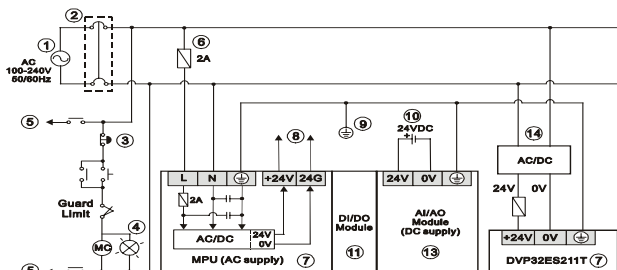 ②
①
AC
100-240V
50/60Hz
⑥
2A
⑤
③
⑧
⑨
⑩
24VDC
+
⑭
AC/DC
24V 0V
L N +24V 24G
24V 0V
2A
Guard
Limit
④
MC
AC/DC
24V
0V
MPU (AC supply) ⑦
DI/DO
Module
⑪
AI/AO
Module
(DC supply)
⑬
+24V 0V
DVP32ES211T ⑦
⑤